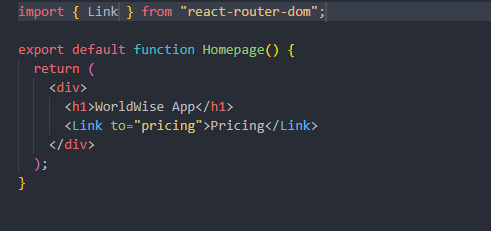 import { Link } from "react-router-dom";
export default function Homepage() {
return (
<div>
<h1>WorldWise App</h1>
<Link to="pricing">Pricing</Link>
</div>
);
}